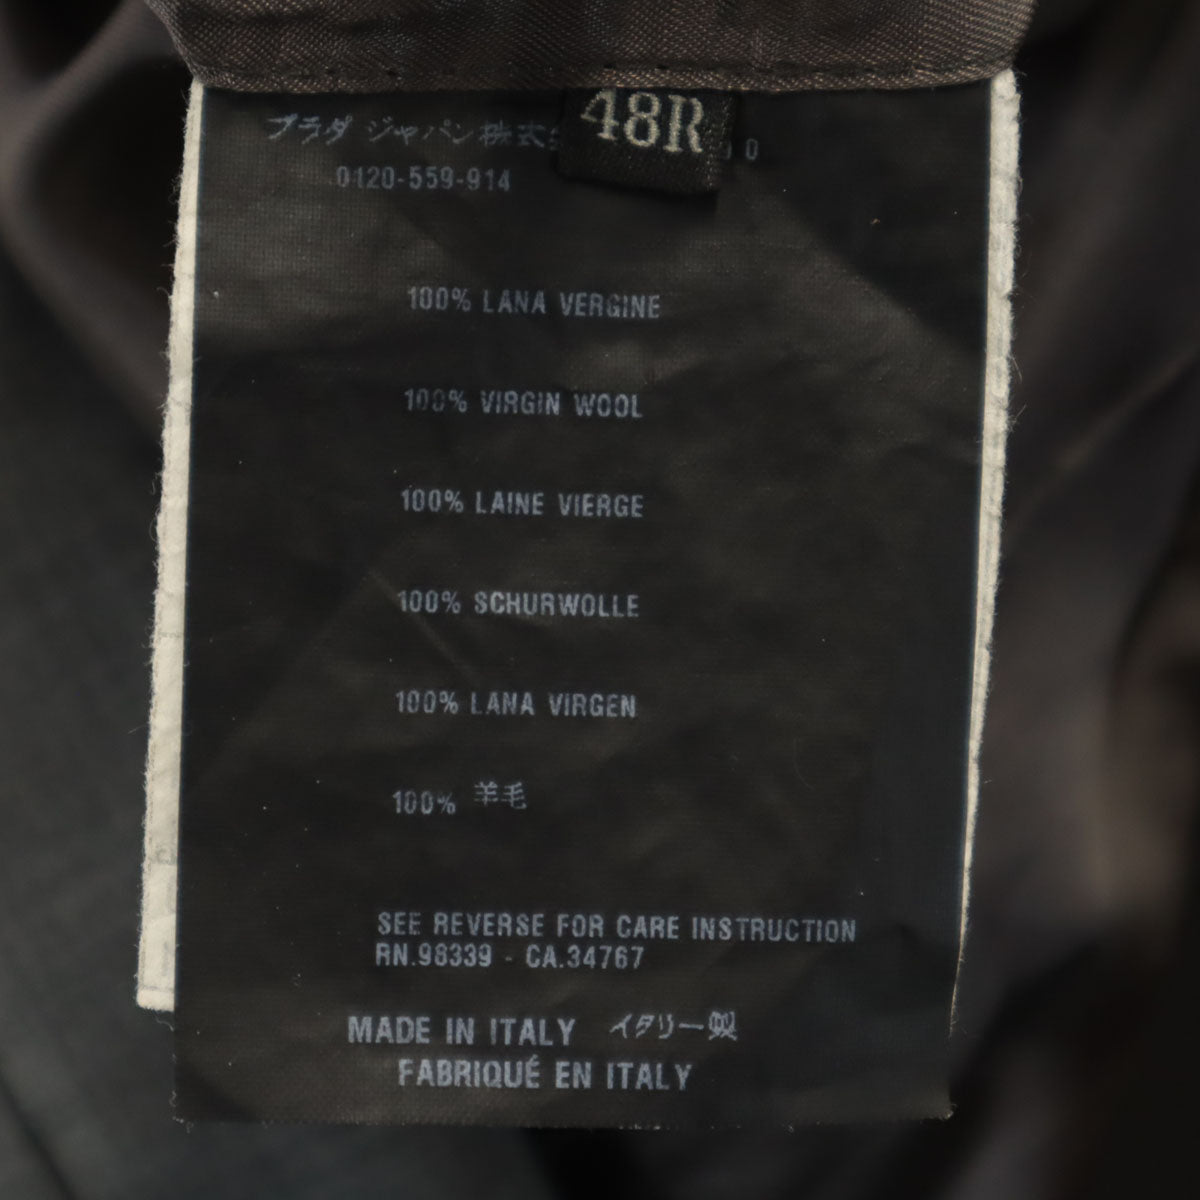 48R
プラダ ジャパン株式
0120-559-914
100% LANA VERGINE
100% VIRGIN WOOL
100% LAINE VIERGE
100% SCHURWOLLE
100% LANA VIRGEN
100% 羊毛
SEE REVERSE FOR CARE INSTRUCTION
RN.98339 - CA.34767
MADE IN ITALY イタリー製
FABRIQUÉ EN ITALY